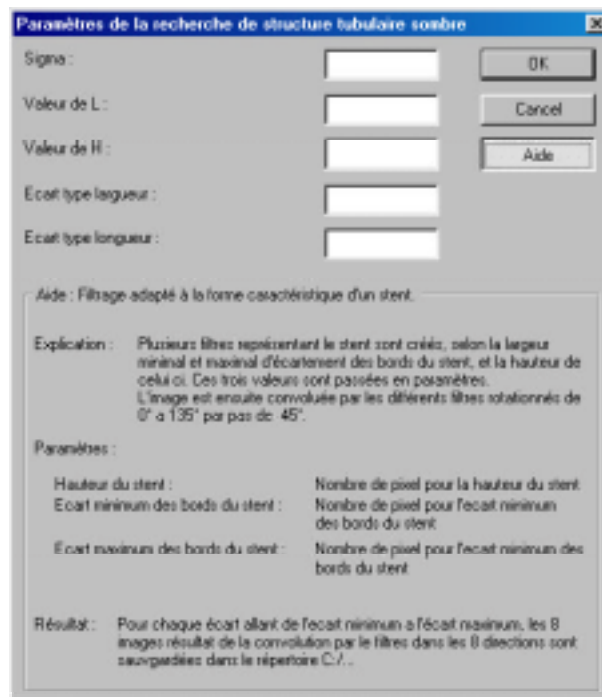 Paramètres de la recherche de structure tubulaire sombre
Sigma :
OK
Valeur de L :
Cancel
Valeur de H :
Aide
Ecart type largueur :
Ecart type longueur :
Aide : Filtrage adapté à la forme caractéristique d'un stent.
Explication :
Plusieurs filtres représentant le stent sont créés, selon la largeur
minimal et maximal d'écartement des bords du stent, et la hauteur de
celui ci. Ces trois valeurs sont passées en paramètres.
L'image est ensuite convoluée par les différents filtres rotationnés de
0° a 135° par pas de 45°.
Paramètres :
Hauteur du stent :
Nombre de pixel pour la hauteur du stent
Ecart minimum des bords du stent :
Nombre de pixel pour l'ecart minimum
des bords du stent
Ecart maximum des bords du stent :
Nombre de pixel pour l'ecart minimum des
bords du stent
Résultat :
Pour chaque écart allant de l'ecart minimum a l'écart maximum, les 8
images résultat de la convolution par le filtres dans les 8 directions sont
sauvgardées dans le répertoire C:/...